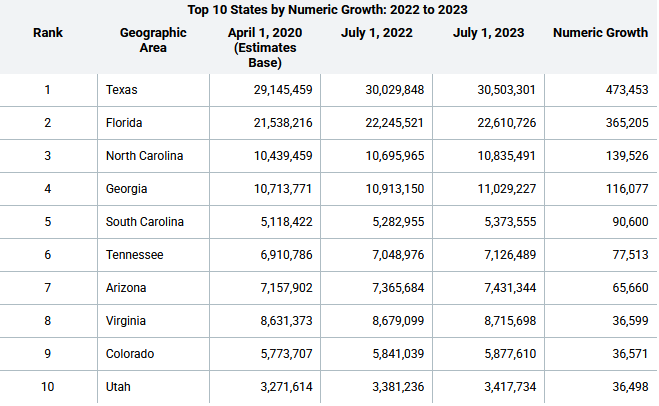 Top 10 States by Numeric Growth: 2022 to 2023
Rank Geographic Area April 1, 2020 (Estimates Base) July 1, 2022 July 1, 2023 Numeric Growth
1 Texas 29,145,459 30,029,848 30,503,301 473,453
2 Florida 21,538,216 22,245,521 22,610,726 365,205
3 North Carolina 10,439,459 10,695,965 10,835,491 139,526
4 Georgia 10,713,771 10,913,150 11,029,227 116,077
5 South Carolina 5,118,422 5,282,955 5,373,555 90,600
6 Tennessee 6,910,786 7,048,976 7,126,489 77,513
7 Arizona 7,157,902 7,365,684 7,431,344 65,660
8 Virginia 8,631,373 8,679,099 8,715,698 36,599
9 Colorado 5,773,707 5,841,039 5,877,610 36,571
10 Utah 3,271,614 3,381,236 3,417,734 36,498